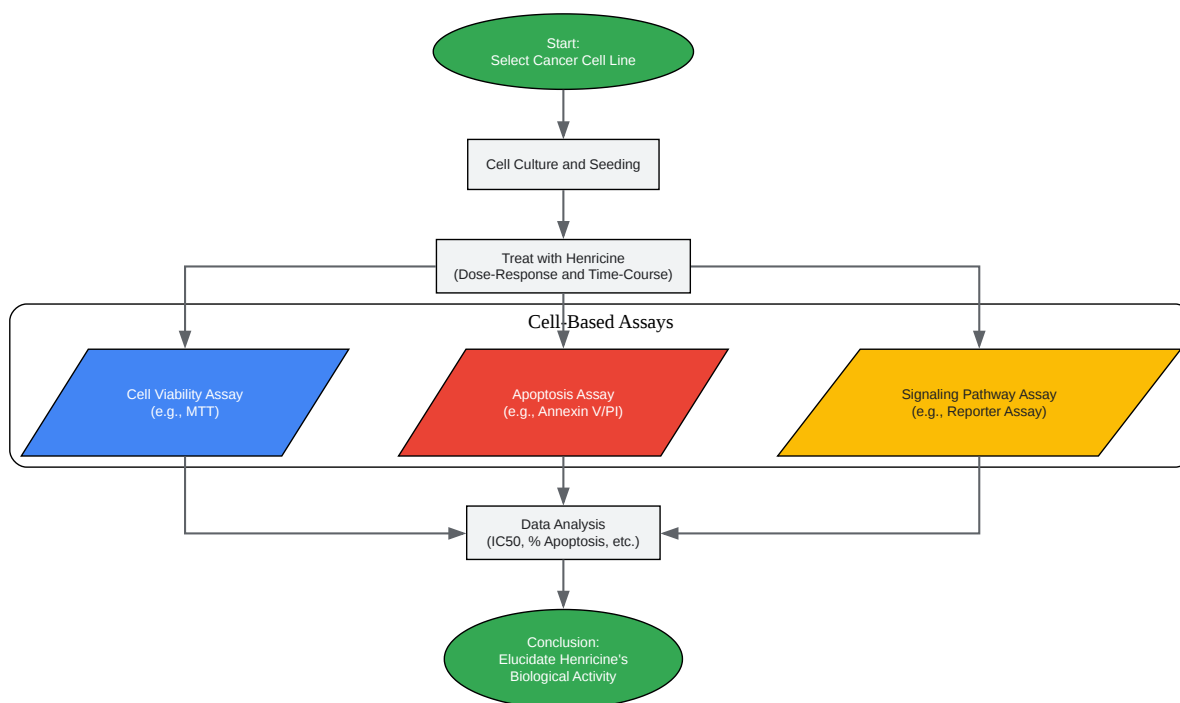 Start:
Select Cancer Cell Line
Cell Culture and Seeding
Treat with Henricine
(Dose-Response and Time-Course)
Cell-Based Assays
Cell Viability Assay
(e.g., MTT)
Apoptosis Assay
(e.g., Annexin V/PI)
Signaling Pathway Assay
(e.g., Reporter Assay)
Data Analysis
(IC50, % Apoptosis, etc.)
Conclusion:
Elucidate Henricine's
Biological Activity